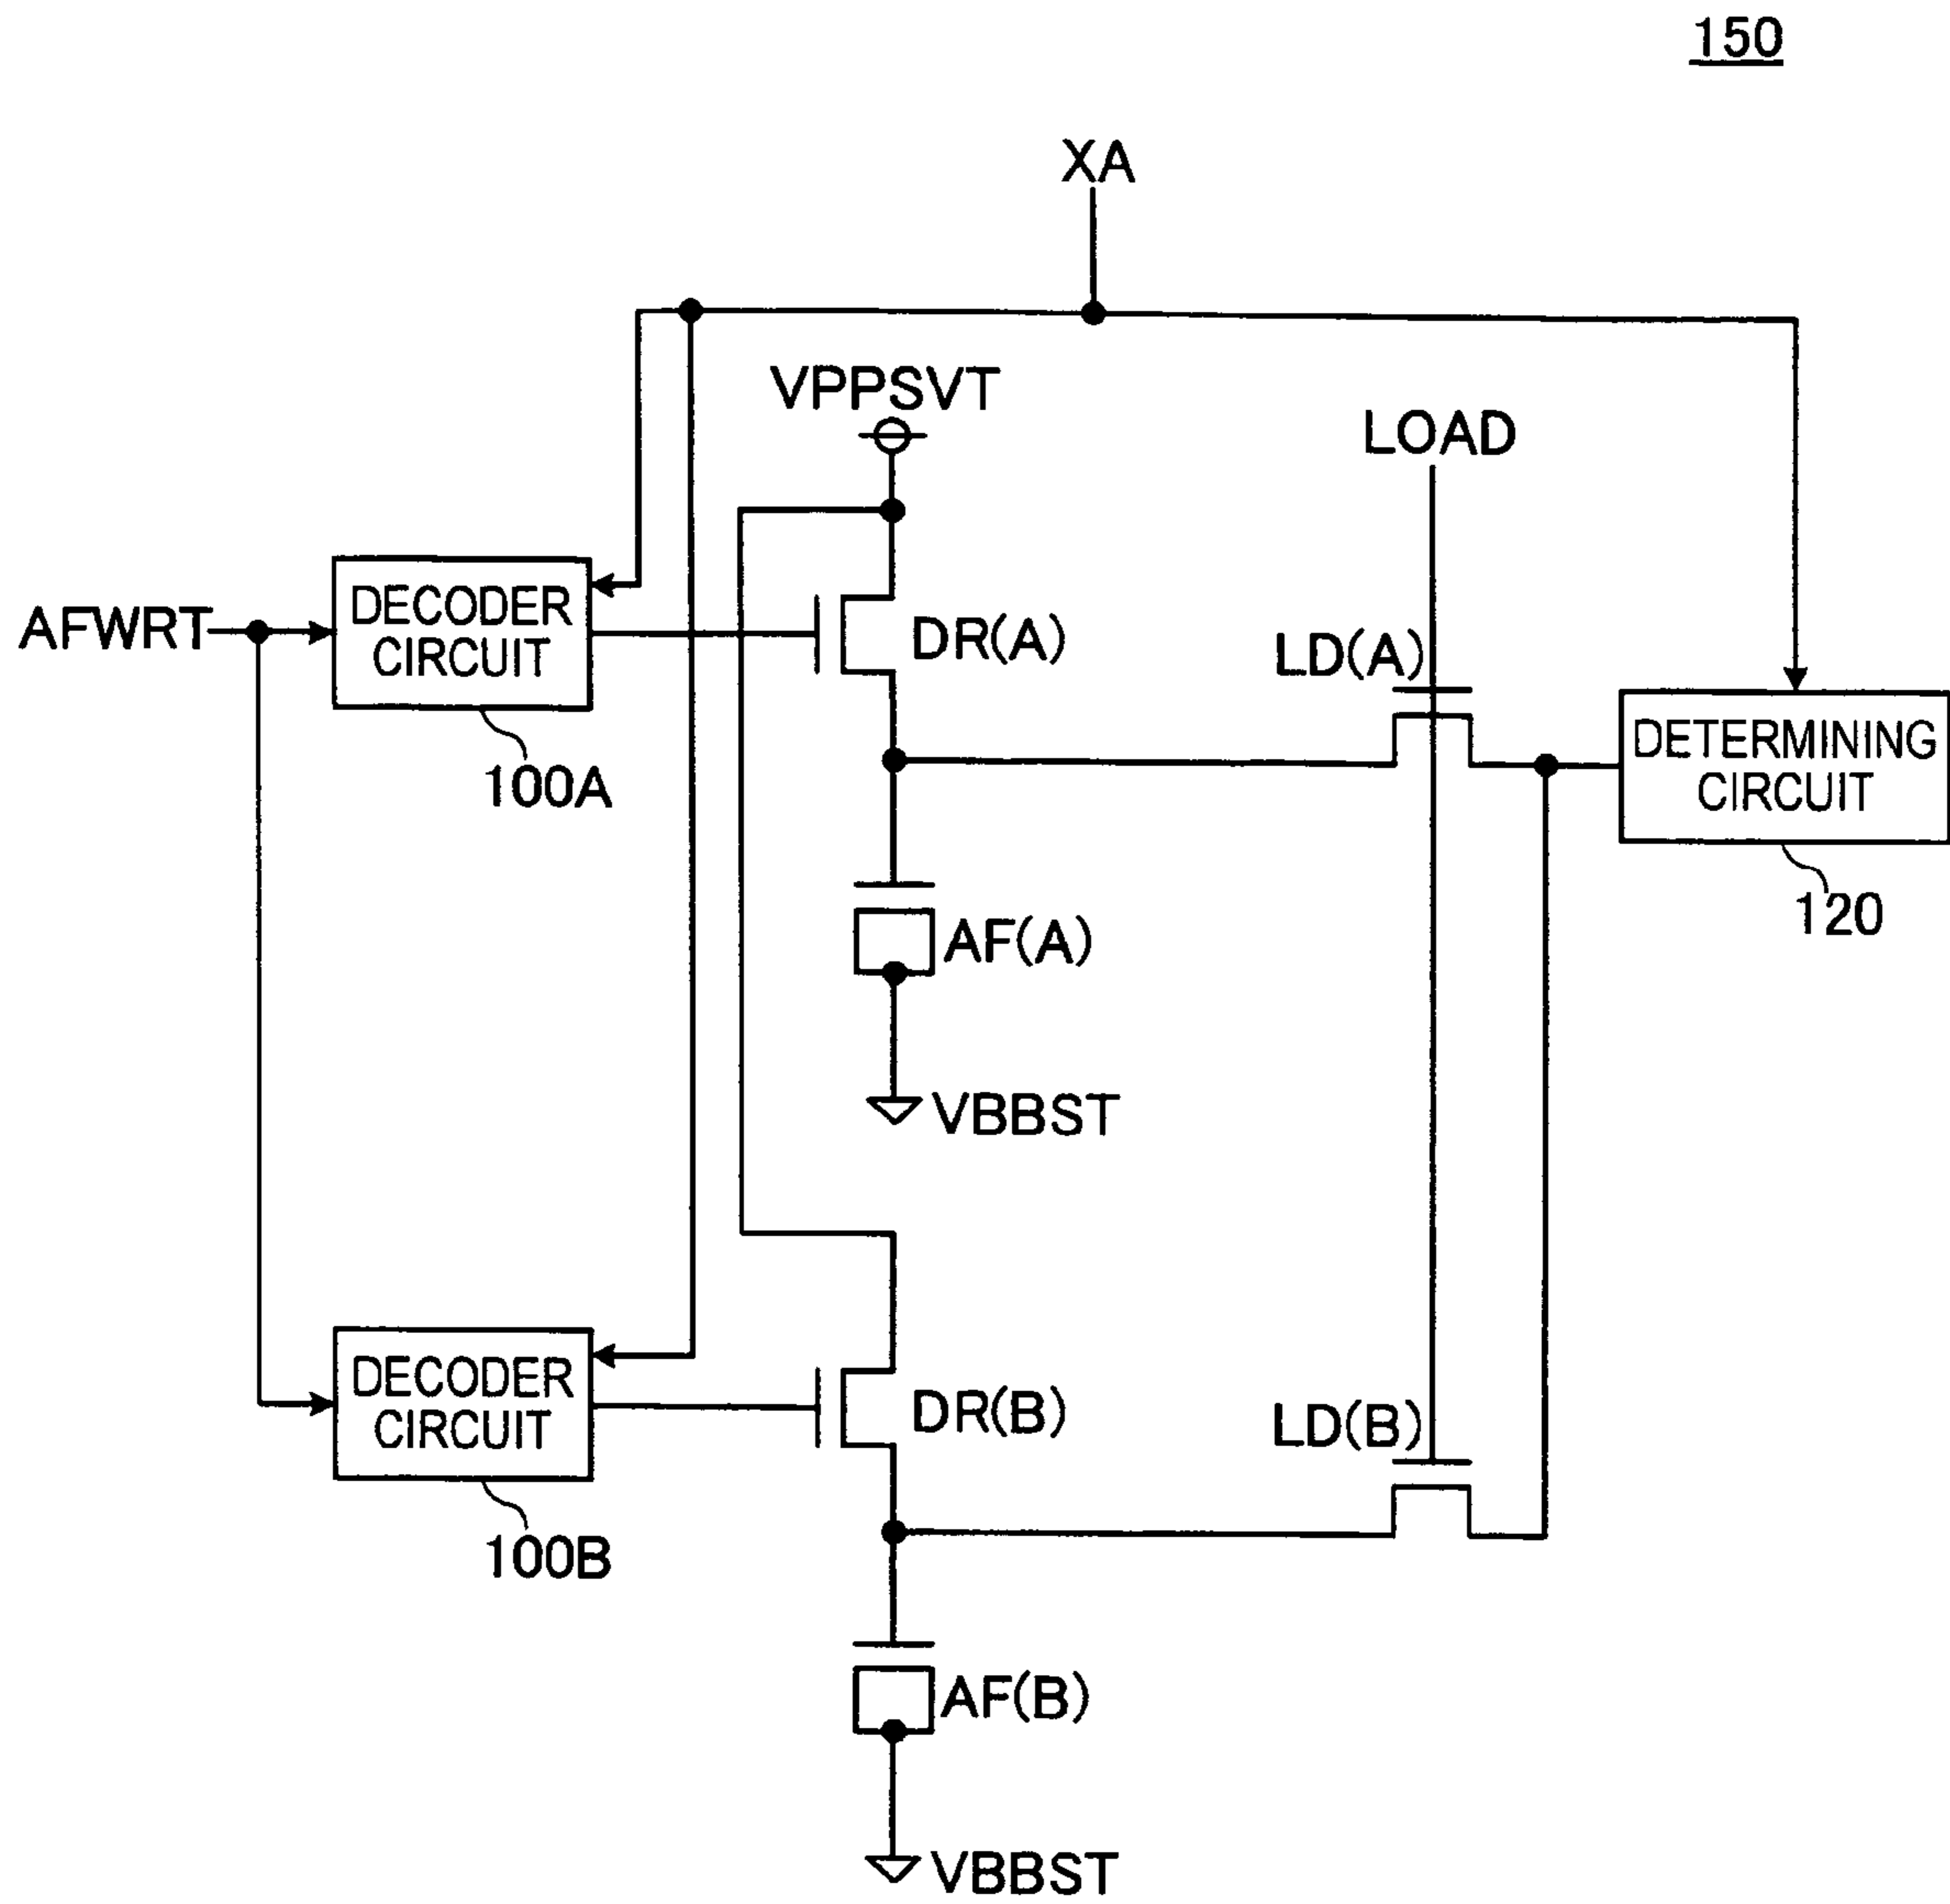 150
XA
VPPSVT
LOAD
AFWRT
DECODER
CIRCUIT
DR(A)
LD(A)
DETERMINING
CIRCUIT
100A
120
AF(A)
VBBST
DECODER
CIRCUIT
DR(B)
LD(B)
100B
AF(B)
VBBST